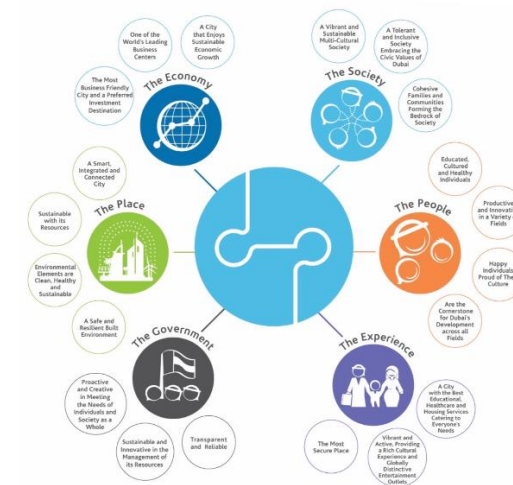 One of the
World's Leading
Business
Centers
A City
that Enjoys
Sustainable
Economic
Growth
The Most
Business Friendly
City and a Preferred
Investment
Destination
The Economy
A Vibrant and
Sustainable
Multi-Cultural
Society
A Tolerant
and Inclusive
Society
Embracing the
Civic Values of
Dubai
Cohesive
Families and
Communities
Forming the
Bedrock of
Society
The Society
A Smart,
Integrated and
Connected
City
Sustainable
with its
Resources
Environmental
Elements are
Clean, Healthy
and
Sustainable
A Safe and
Resilient Built
Environment
The Place
Educated,
Cultured
and Healthy
Individuals
Productive
and Innovati
in a Variety
Fields
Happy
Individuals
Proud of The
Culture
Are the
Cornerstone
for Dubai's
Development
across all
Fields
The People
The Government
Proactive
and Creative
in Meeting
the Needs of
Individuals and
Society as a
Whole
Sustainable and
Innovative in the
Management of
its Resources
Transparent
and Reliable
The Experience
The Most
Secure Place
Vibrant and
Active, Providing
a Rich Cultural
Experience and
Globally
Distinctive
Entertainment
Outlets
A City
with the Best
Educational,
Healthcare and
Housing Services
Catering to
Everyone's
Needs